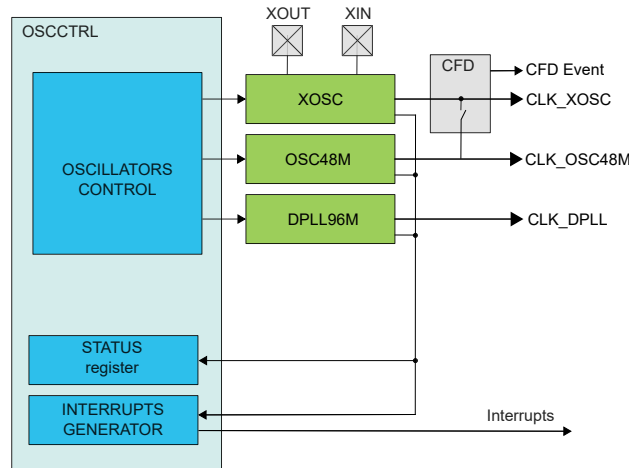 XOUT
XIN
OSCCTRL
CFD
CFD Event
XOSC
CLK_XOSC
OSCILLATORS
CONTROL
OSC48M
CLK_OSC48M
DPLL96M
CLK_DPLL
STATUS
register
INTERRUPTS
GENERATOR
Interrupts